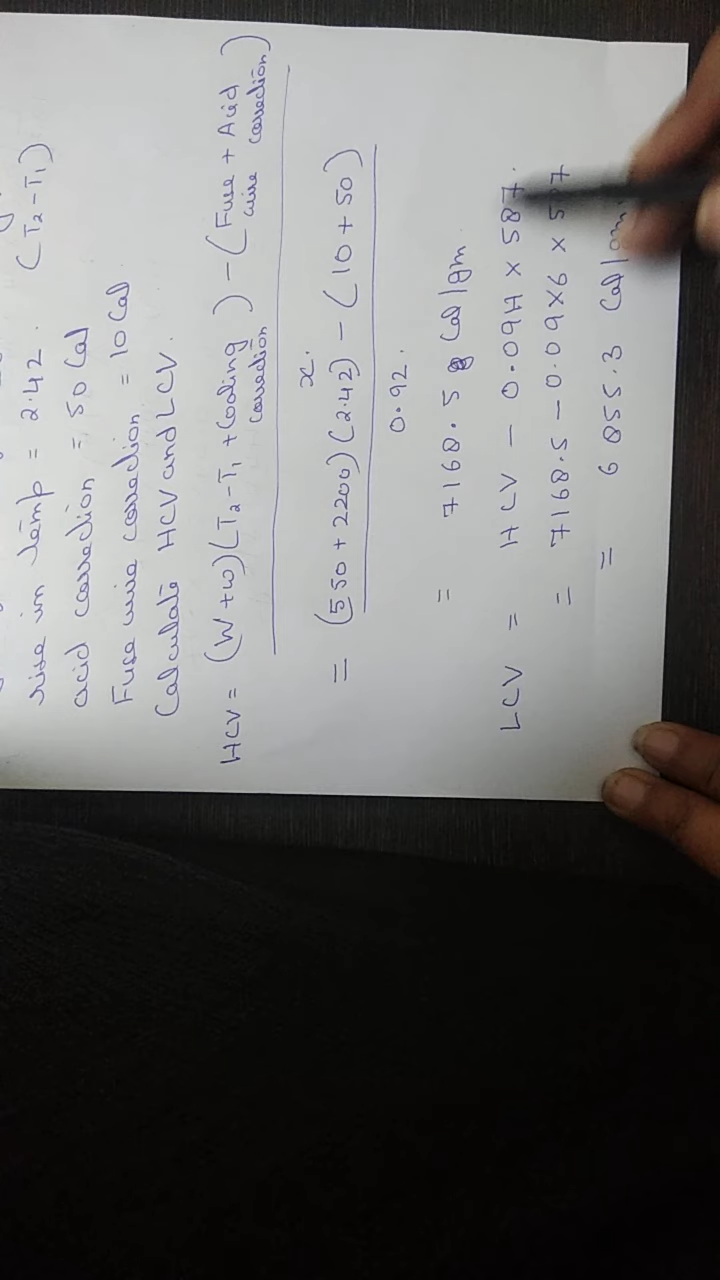 (T₂-T₁)
rise in temp = 2.42.
acid correction = 50 Cal
Fuse wire correction = 10 Cal.
Calculate HCV and LCV.
HCV = (W+w)(T₂-T₁ + Cooling correction) - (Fuse wire + Acid correction)
x.
= (550+2200)(2.42) - (10+50)
0.92.
= 7168.5 Cal/gm
LCV = HCV - 0.09H × 587.
= 7168.5 - 0.09×6 ×
= 6855.3 Cal/gm.